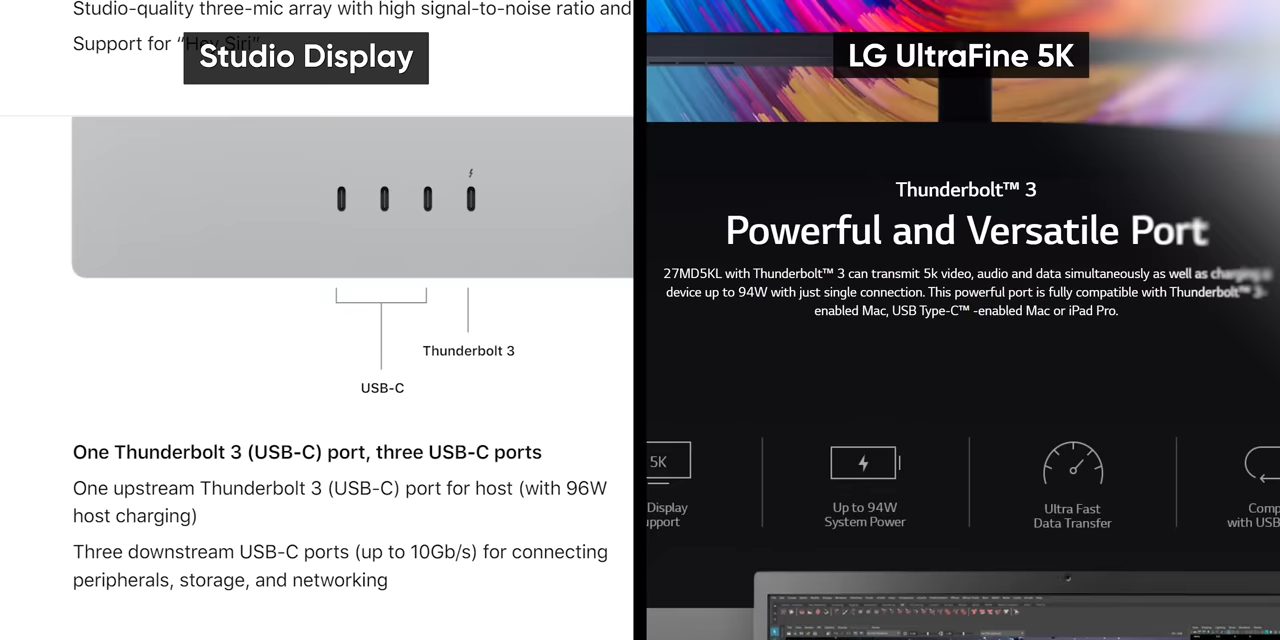 Studio-quality three-mic array with high signal-to-noise ratio and
Support for “Hey Siri”
Studio Display
Thunderbolt 3
USB-C
One Thunderbolt 3 (USB-C) port, three USB-C ports
One upstream Thunderbolt 3 (USB-C) port for host (with 96W
host charging)
Three downstream USB-C ports (up to 10Gb/s) for connecting
peripherals, storage, and networking
LG UltraFine 5K
Thunderbolt™ 3
Powerful and Versatile Port
27MD5KL with Thunderbolt™ 3 can transmit 5k video, audio and data simultaneously as well as charging a
device up to 94W with just single connection. This powerful port is fully compatible with Thunderbolt™ 3-
enabled Mac, USB Type-C™ -enabled Mac or iPad Pro.
5K
Display
upport
Up to 94W
System Power
Ultra Fast
Data Transfer
Comp
with USB